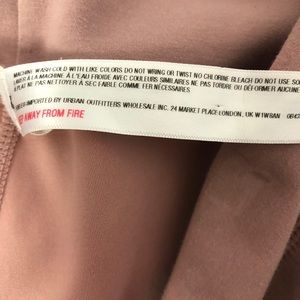 MACHINE WASH COLD WITH LIKE COLORS DO NOT WRING OR TWIST NO CHLORINE BLEACH DO NOT USE SO
LAVER À LA MACHINE À L'EAU FROIDE AVEC COULEURS SIMILAIRES NE PAS TORDRE OU DÉFORMER AUCUNE
À PLAT NE PAS NETTOYER À SEC FAIBLE COMME FER NÉCESSAIRES
IMPORTED BY URBAN OUTFITTERS WHOLESALE INC. 24 MARKET PLACE LONDON, UK W1W8AN
AWAY FROM FIRE